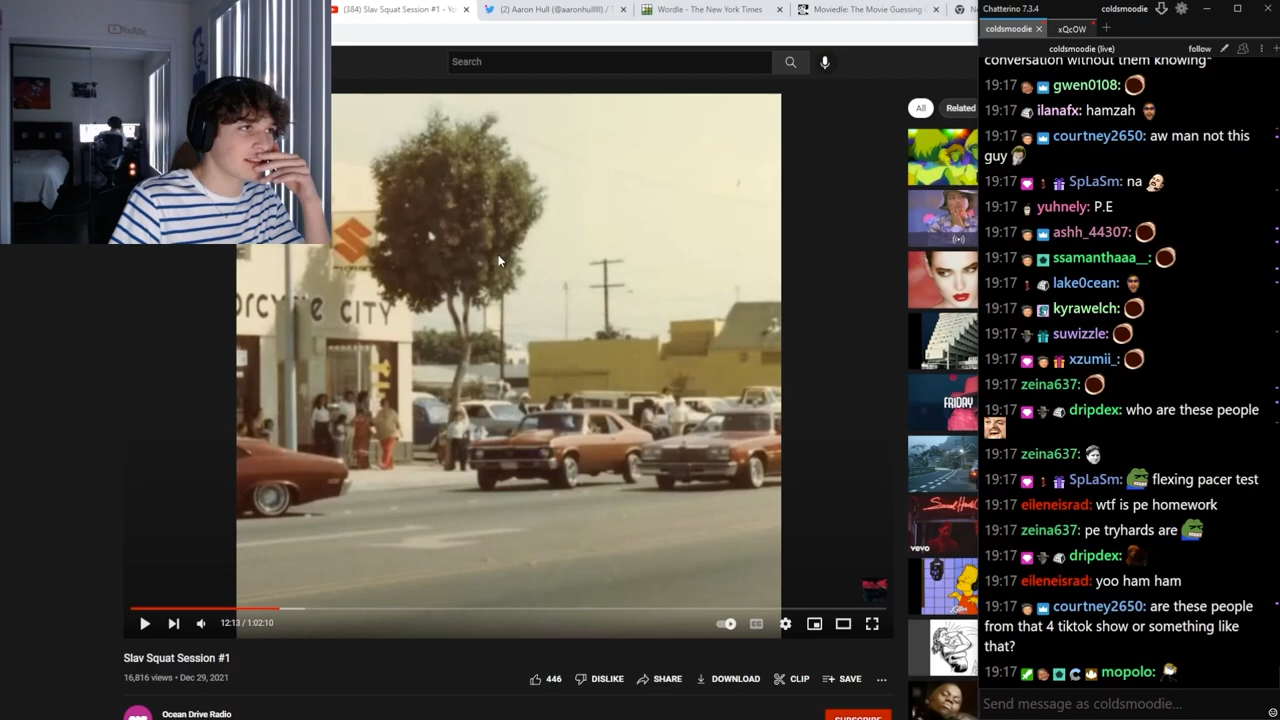 (384) Slav Squat Session #1 - Yo
(2) Aaron Hull (@aaronhulllll) / T
Wordle - The New York Times
Moviedle: The Movie Guessing
Chatterino 7.3.4
coldsmoodie
coldsmoodie
xQcOW
coldsmoodie (live)
follow
YouTube
Search
All
Related
CITY
FRIDAY
vevo
12:13 / 1:02:10
CC
Slav Squat Session #1
16,816 views • Dec 29, 2021
446
DISLIKE
SHARE
DOWNLOAD
CLIP
SAVE
Ocean Drive Radio
SUBSCRIBE
conversation without them knowing*
19:17 gwen0108:
19:17 ilanafx: hamzah
19:17 courtney2650: aw man not this
guy
19:17 SpLaSm: na
19:17 yuhnely: P.E
19:17 ashh_44307:
19:17 ssamanthaaa__:
19:17 lake0cean:
19:17 kyrawelch:
19:17 suwizzle:
19:17 xzumii_:
19:17 zeina637:
19:17 dripdex: who are these people
19:17 zeina637:
19:17 SpLaSm: flexing pacer test
19:17 eileneisrad: wtf is pe homework
19:17 zeina637: pe tryhards are
19:17 dripdex:
19:17 eileneisrad: yoo ham ham
19:17 courtney2650: are these people
from that 4 tiktok show or something like
that?
19:17 mopolo:
Send message as coldsmoodie...